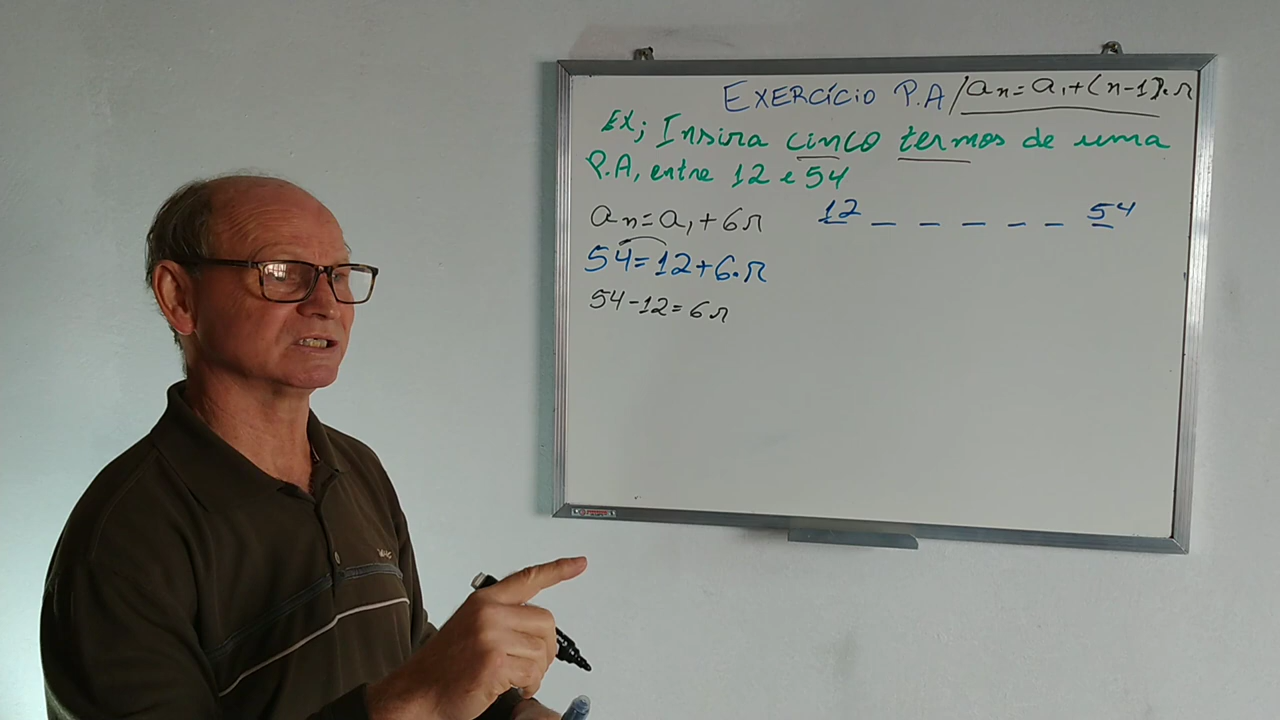 EXERCÍCIO P.A / an = a1 + (n-1).r
Ex; Insira cinco termos de uma
P.A, entre 12 e 54
an = a1 + 6r
12 _ _ _ _ _ 54
54 = 12 + 6.r
54 - 12 = 6r